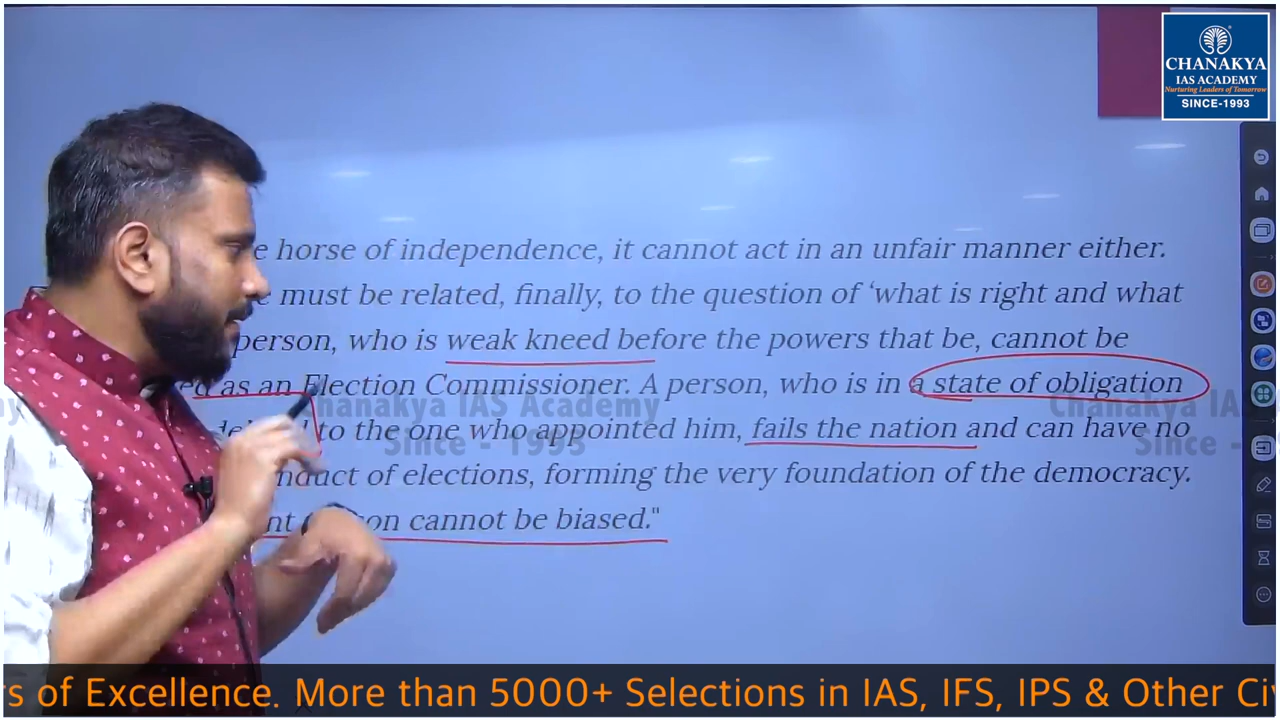 CHANAKYA
IAS ACADEMY
Nurturing Leaders of Tomorrow
SINCE-1993
horse of independence, it cannot act in an unfair manner either.
must be related, finally, to the question of ‘what is right and what
person, who is weak kneed before the powers that be, cannot be
as an Election Commissioner. A person, who is in a state of obligation
to the one who appointed him, fails the nation and can have no
of elections, forming the very foundation of the democracy.
cannot be biased."
Chanakya IAS Academy
Since - 1993
Chanakya IA
Since -
s of Excellence. More than 5000+ Selections in IAS, IFS, IPS & Other Ci